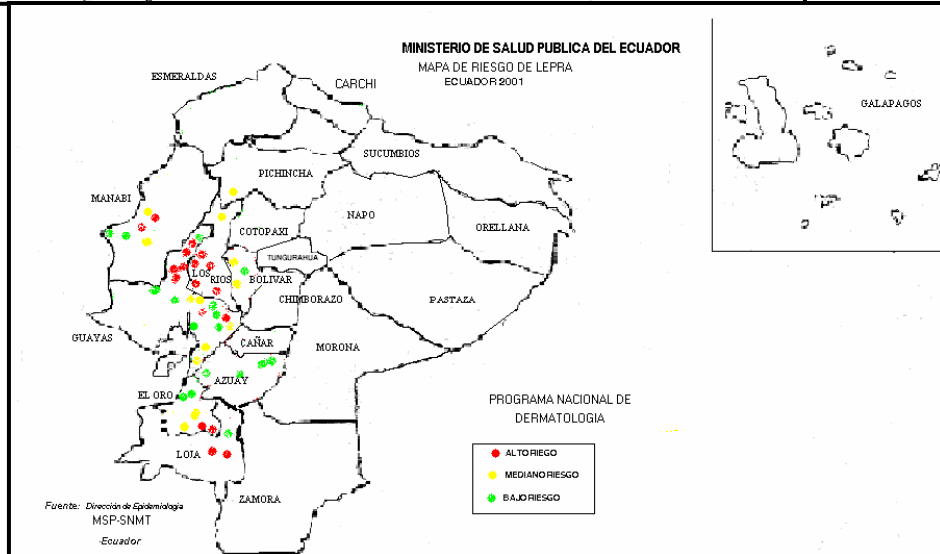 MINISTERIO DE SALUD PUBLICA DEL ECUADOR
MAPA DE RIESGO DE LEPRA
ECUADOR 2001
ESMERALDAS
CARCHI
GALAPAGOS
SUCUMBIOS
PICHINCHA
MANABI
NAPO
ORELLANA
COTOPAXI
TUNGURAHUA
LOS
RIOS
BOLIVAR
CHIMBORAZO
PASTAZA
GUAYAS
CAÑAR
MORONA
AZUAY
EL ORO
LOJA
ZAMORA
PROGRAMA NACIONAL DE
DERMATOLOGIA
ALTO RIEGO
MEDIANO RIESGO
BAJO RIESGO
Fuente: Dirección de Epidemiologia
MSP-SNMT
-Ecuador